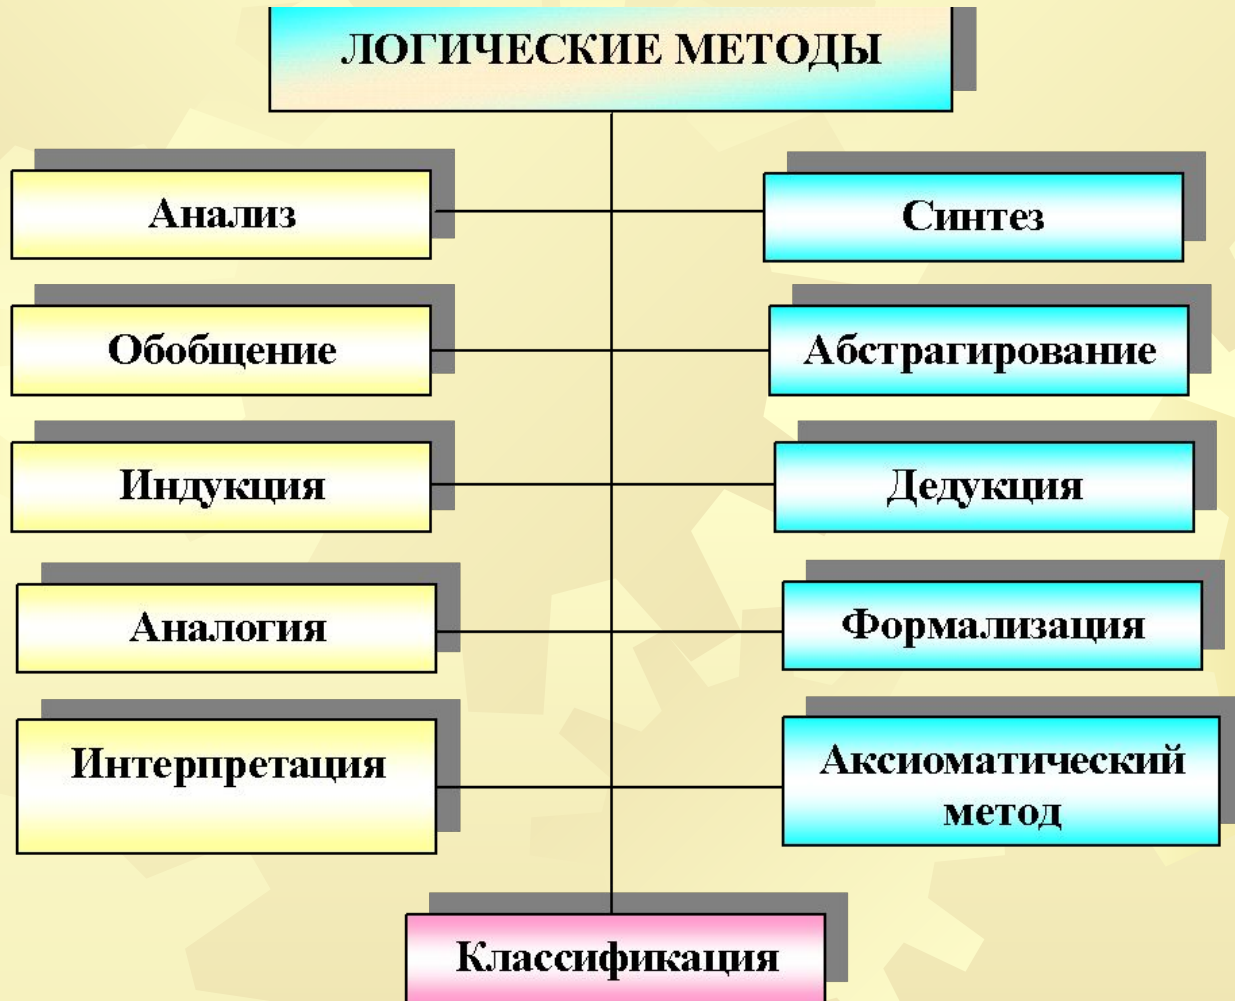 ЛОГИЧЕСКИЕ МЕТОДЫ
Анализ
Синтез
Обобщение
Абстрагирование
Индукция
Дедукция
Аналогия
Формализация
Интерпретация
Аксиоматический
метод
Классификация